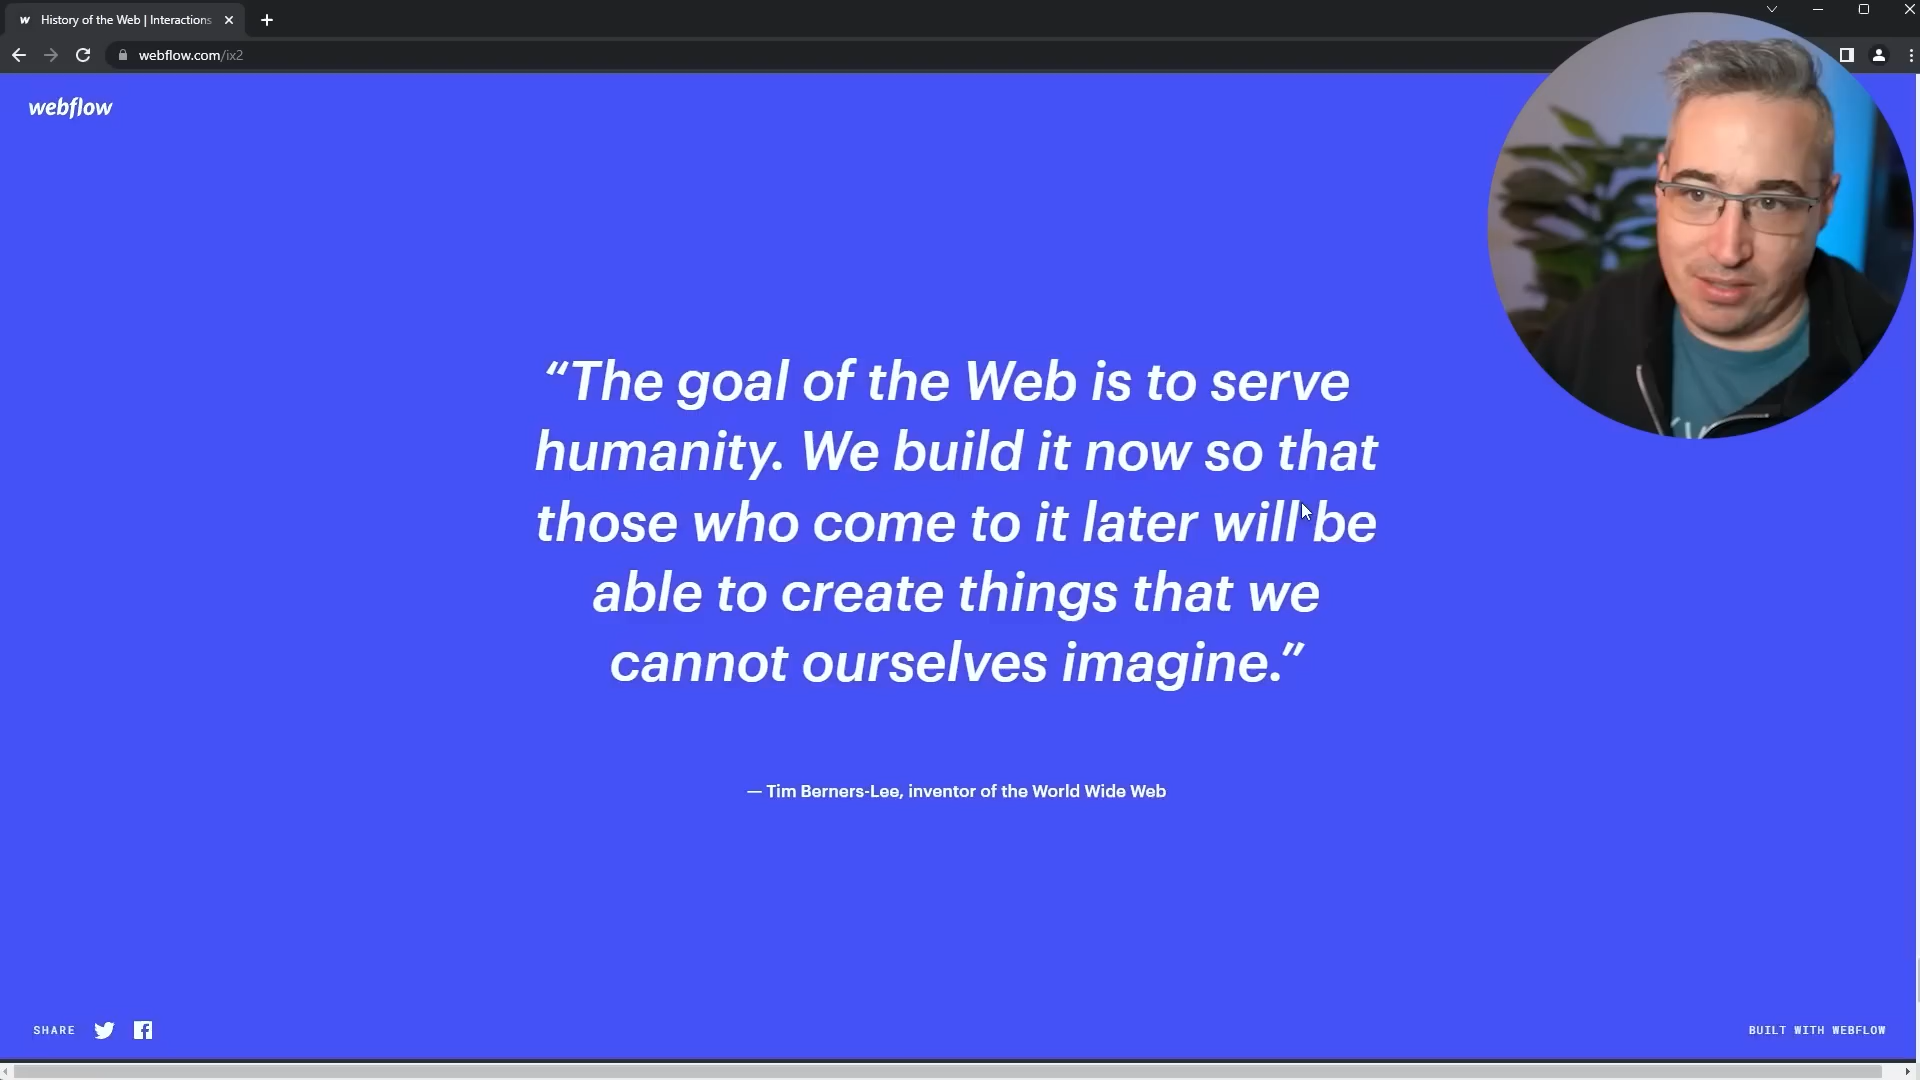 History of the Web | Interactions
webflow.com/ix2
webflow
“The goal of the Web is to serve
humanity. We build it now so that
those who come to it later will be
able to create things that we
cannot ourselves imagine.”
— Tim Berners-Lee, inventor of the World Wide Web
SHARE
BUILT WITH WEBFLOW